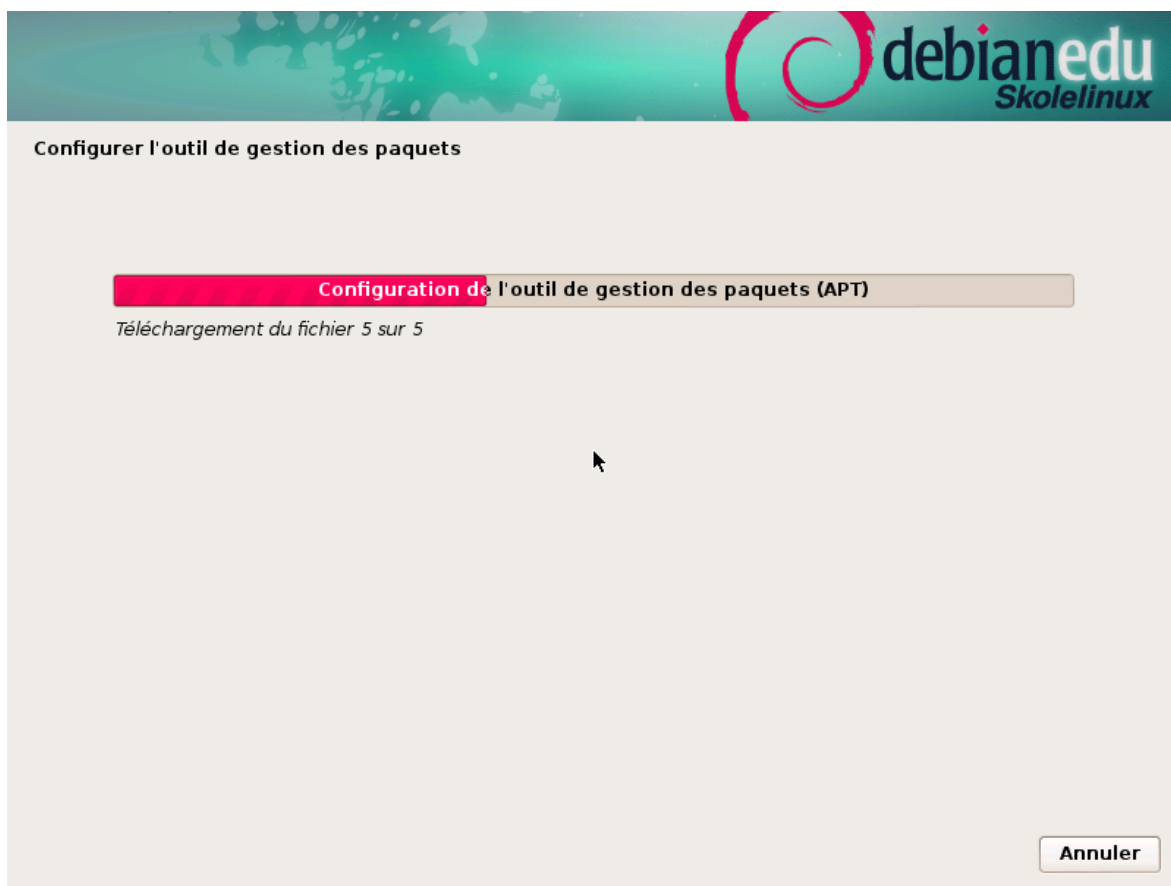 debianedu
Skolelinux
Configurer l'outil de gestion des paquets
Configuration de l'outil de gestion des paquets (APT)
Téléchargement du fichier 5 sur 5
Annuler